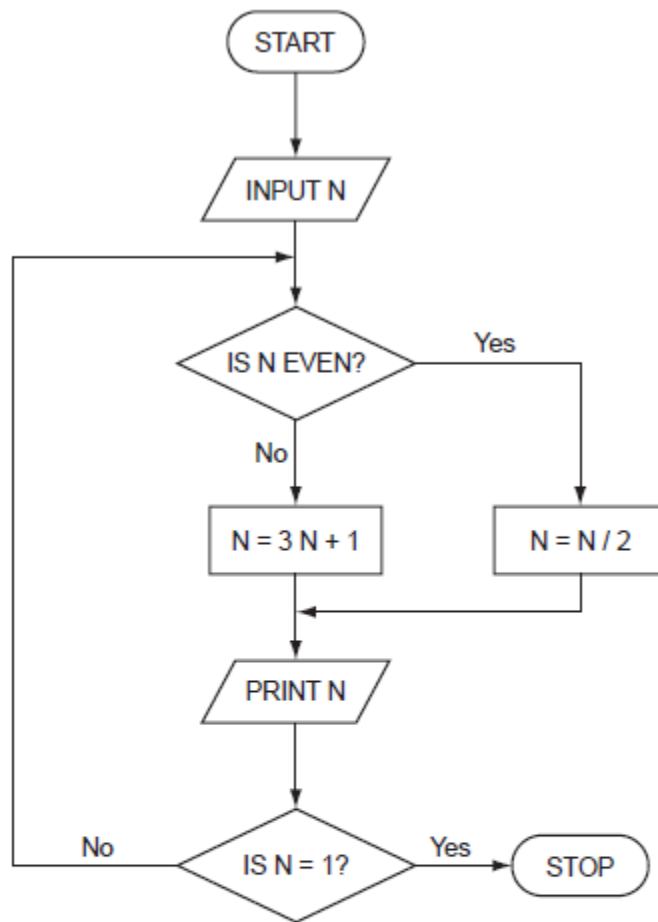 START
INPUT N
IS N EVEN?
Yes
No
N = 3 N + 1
N = N / 2
PRINT N
No
IS N = 1?
Yes
STOP